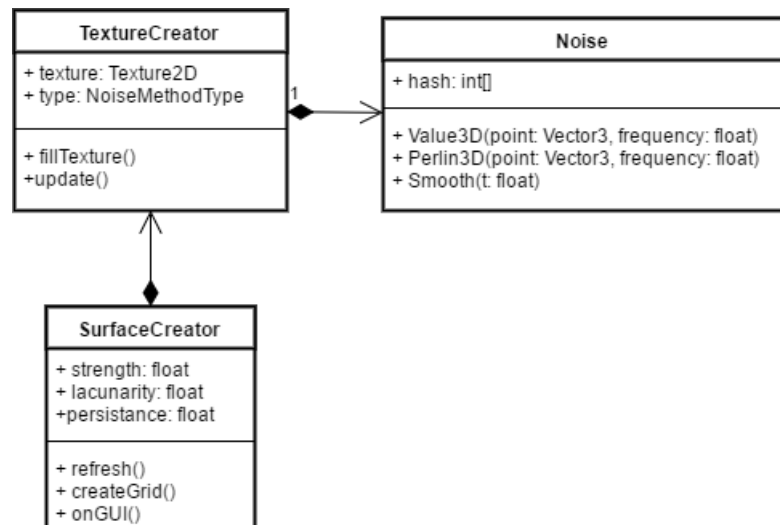 TextureCreator
+ texture: Texture2D
+ type: NoiseMethodType
+ fillTexture()
+update()
1
Noise
+ hash: int[]
+ Value3D(point: Vector3, frequency: float)
+ Perlin3D(point: Vector3, frequency: float)
+ Smooth(t: float)
SurfaceCreator
+ strength: float
+ lacunarity: float
+persistance: float
+ refresh()
+ createGrid()
+ onGUI()